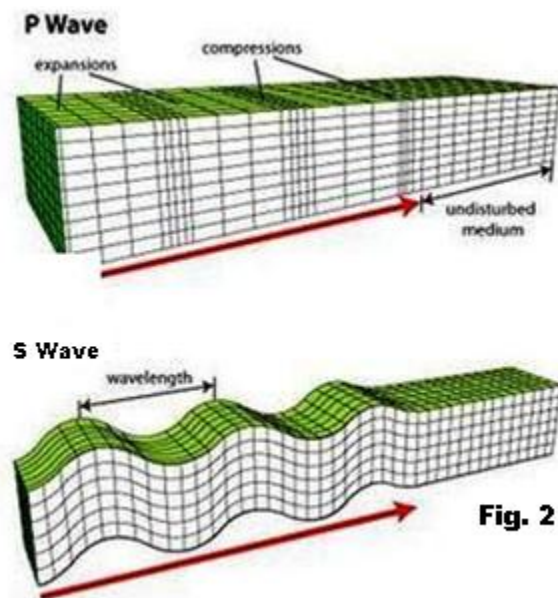 P Wave
compressions
expansions
undisturbed
medium
S Wave
wavelength
Fig. 2